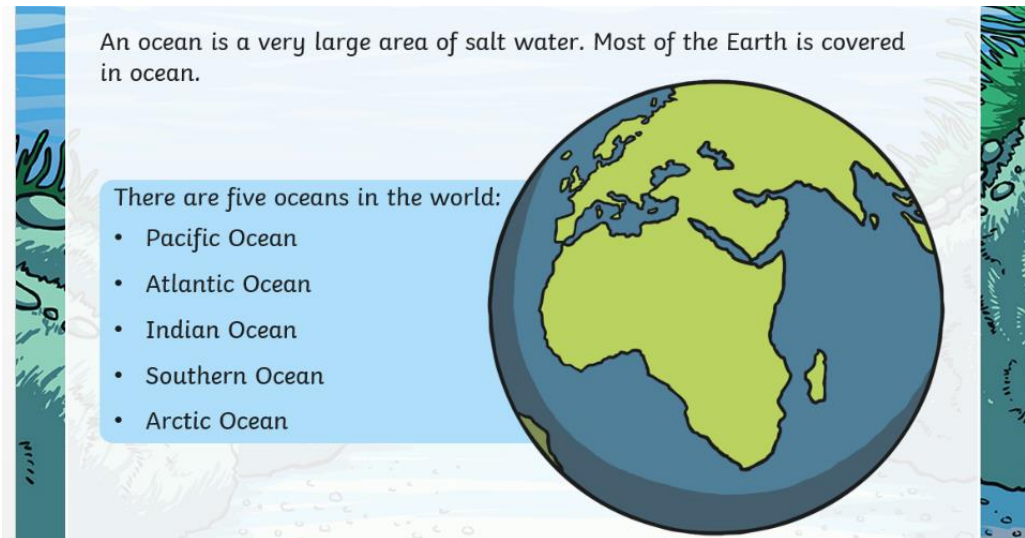 An ocean is a very large area of salt water. Most of the Earth is covered
in ocean.
There are five oceans in the world:
• Pacific Ocean
• Atlantic Ocean
• Indian Ocean
• Southern Ocean
• Arctic Ocean